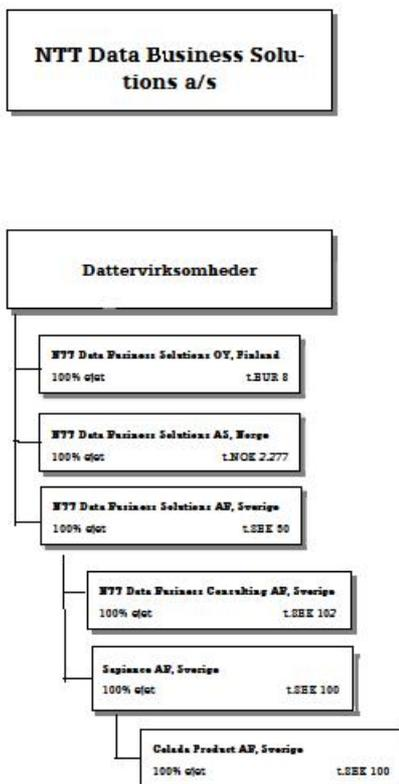 NTT Data Business Solu-
tions a/s
Dattervirksomheder
NTT Data Business Solutions OY, Finland
100% ejet t.EUR 8
NTT Data Business Solutions AS, Norge
100% ejet t.NOK 2.277
NTT Data Business Solutions AB, Sverige
100% ejet t.SEK 50
NTT Data Business Consulting AB, Sverige
100% ejet t.SEK 102
Sapience AB, Sverige
100% ejet t.SEK 100
Celada Product AB, Sverige
100% ejet t.SEK 100